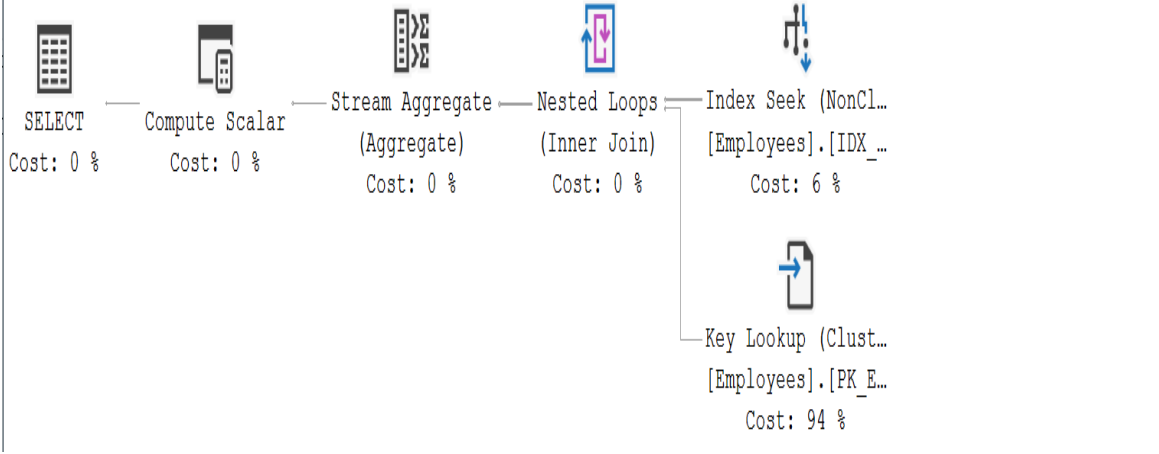 SELECT
Cost: 0 %
Compute Scalar
Cost: 0 %
Stream Aggregate
(Aggregate)
Cost: 0 %
Nested Loops
(Inner Join)
Cost: 0 %
Index Seek (NonCl…
[Employees].[IDX_…
Cost: 6 %
Key Lookup (Clust…
[Employees].[PK_E…
Cost: 94 %